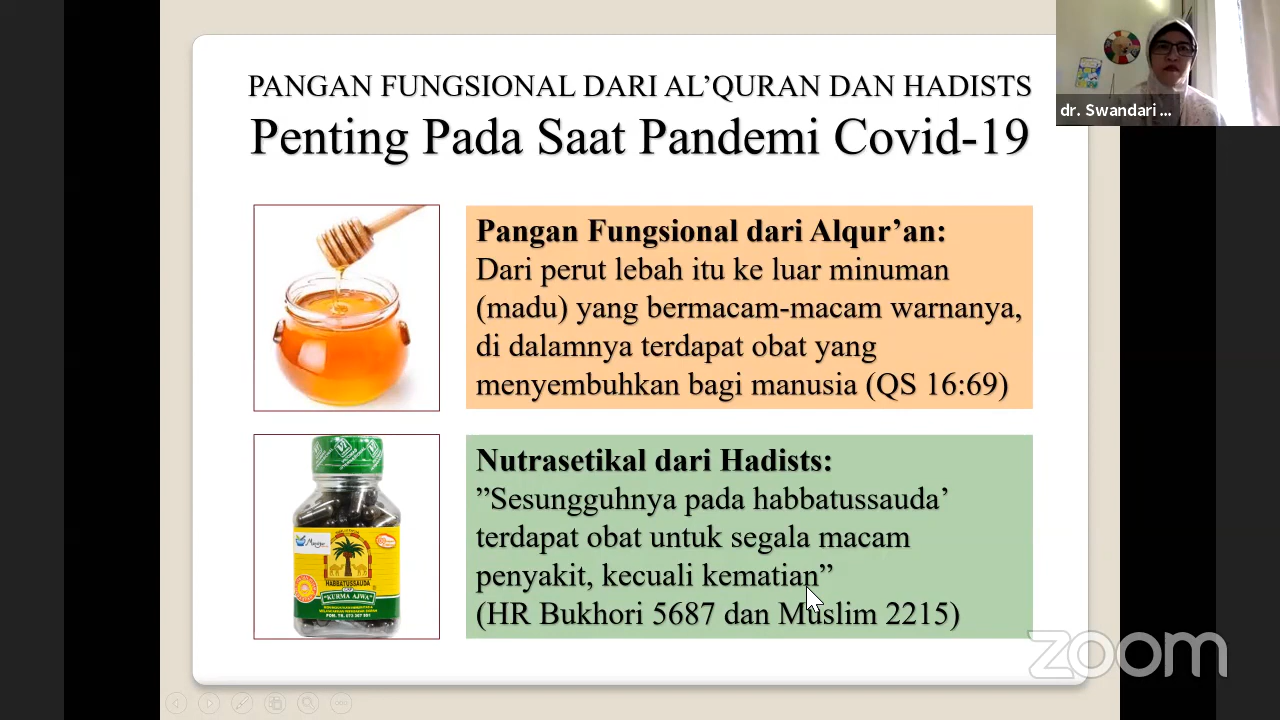 PANGAN FUNGSIONAL DARI AL’QURAN DAN HADISTS
Penting Pada Saat Pandemi Covid-19
dr. Swandari ...
Pangan Fungsional dari Alqur’an:
Dari perut lebah itu ke luar minuman
(madu) yang bermacam-macam warnanya,
di dalamnya terdapat obat yang
menyembuhkan bagi manusia (QS 16:69)
HABBATUSSAUDA
"KURMA AJWA"
Nutrasetikal dari Hadists:
”Sesungguhnya pada habbatussauda’
terdapat obat untuk segala macam
penyakit, kecuali kematian”
(HR Bukhori 5687 dan Muslim 2215)
zoom